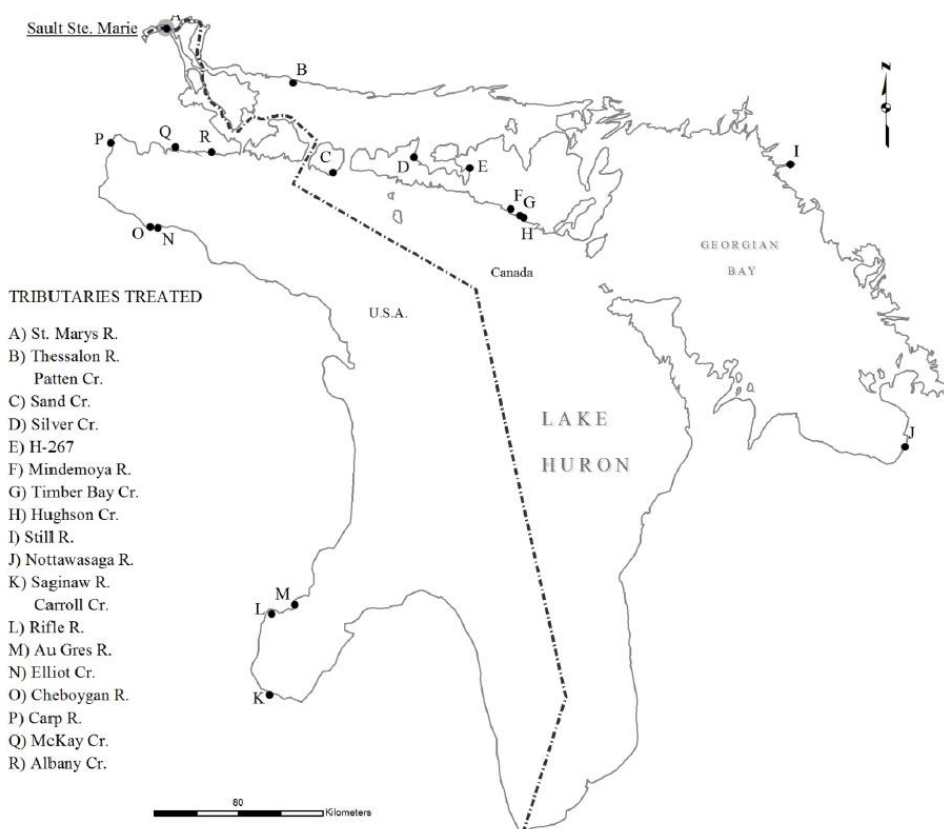 A
Sault Ste. Marie
B
N
P
Q
R
C
D
E
I
F
G
H
O
N
GEORGIAN
BAY
Canada
U.S.A.
TRIBUTARIES TREATED
A) St. Marys R.
B) Thessalon R.
Patten Cr.
C) Sand Cr.
D) Silver Cr.
E) H-267
F) Mindemoya R.
G) Timber Bay Cr.
H) Hughson Cr.
I) Still R.
J) Nottawasaga R.
K) Saginaw R.
Carroll Cr.
L) Rifle R.
M) Au Gres R.
N) Elliot Cr.
O) Cheboygan R.
P) Carp R.
Q) McKay Cr.
R) Albany Cr.
LAKE
HURON
J
M
L
K
80
Kilometers